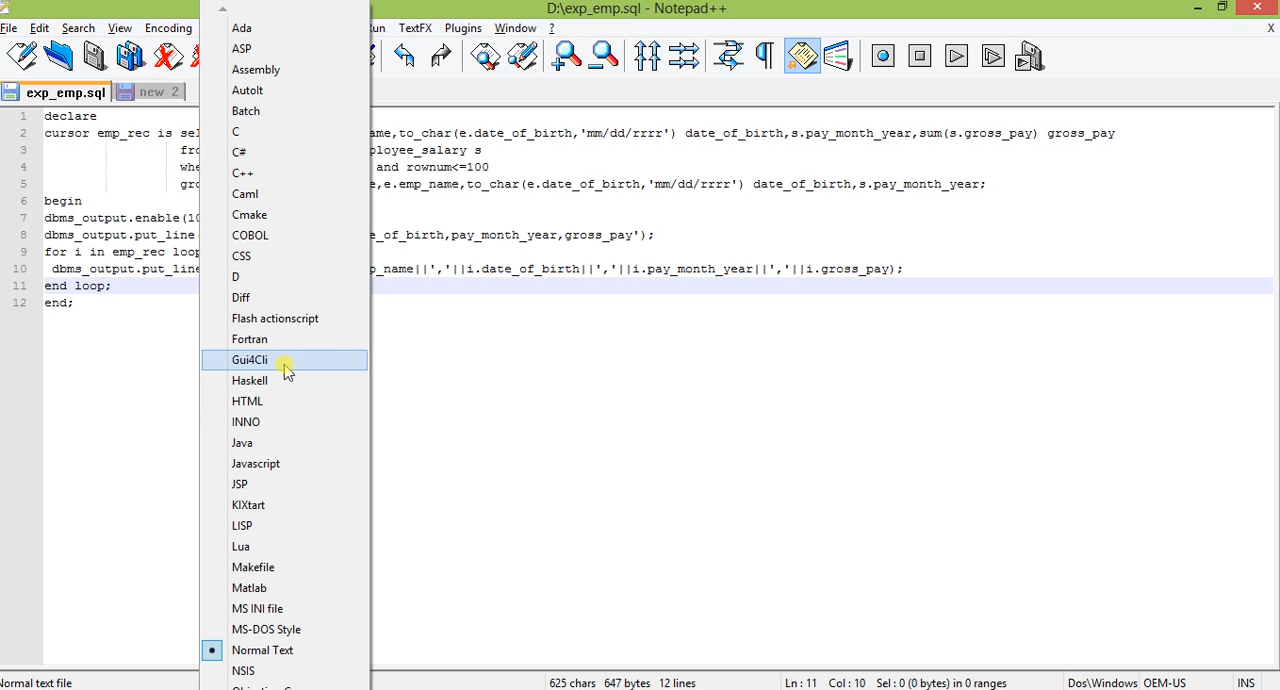 D:\exp_emp.sql - Notepad++
X
File Edit Search View Encoding
Run TextFX Plugins Window ?
X
exp_emp.sql new 2
1 declare
2 cursor emp_rec is sel ame,to_char(e.date_of_birth,'mm/dd/rrrr') date_of_birth,s.pay_month_year,sum(s.gross_pay) gross_pay
3 fro ployee_salary s
4 whe and rownum<=100
5 gro e,e.emp_name,to_char(e.date_of_birth,'mm/dd/rrrr') date_of_birth,s.pay_month_year;
6 begin
7 dbms_output.enable(10
8 dbms_output.put_line e_of_birth,pay_month_year,gross_pay');
9 for i in emp_rec loop
10 dbms_output.put_line p_name||','||i.date_of_birth||','||i.pay_month_year||','||i.gross_pay);
11 end loop;
12 end;
Ada
ASP
Assembly
AutoIt
Batch
C
C#
C++
Caml
Cmake
COBOL
CSS
D
Diff
Flash actionscript
Fortran
Gui4Cli
Haskell
HTML
INNO
Java
Javascript
JSP
KIXtart
LISP
Lua
Makefile
Matlab
MS INI file
MS-DOS Style
Normal Text
NSIS
Normal text file 625 chars 647 bytes 12 lines Ln : 11 Col : 10 Sel : 0 (0 bytes) in 0 ranges Dos\Windows OEM-US INS